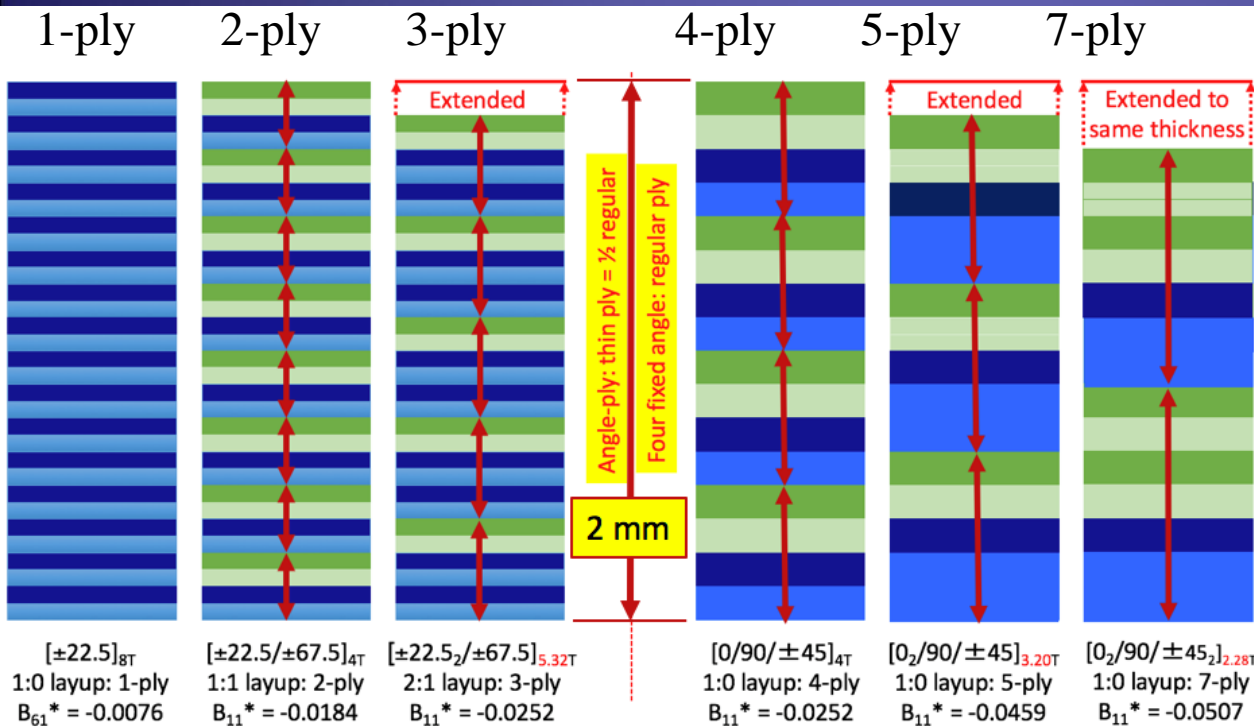 1-ply 2-ply 3-ply 4-ply 5-ply 7-ply
Extended
Extended
Extended to
same thickness
Angle-ply: thin ply = ½ regular
Four fixed angle: regular ply
2 mm
[±22.5]8T
1:0 layup: 1-ply
B61* = -0.0076
[±22.5/±67.5]4T
1:1 layup: 2-ply
B11* = -0.0184
[±22.52/±67.5]5.32T
2:1 layup: 3-ply
B11* = -0.0252
[0/90/±45]4T
1:0 layup: 4-ply
B11* = -0.0252
[02/90/±45]3.20T
1:0 layup: 5-ply
B11* = -0.0459
[02/90/±452]2.28T
1:0 layup: 7-ply
B11* = -0.0507